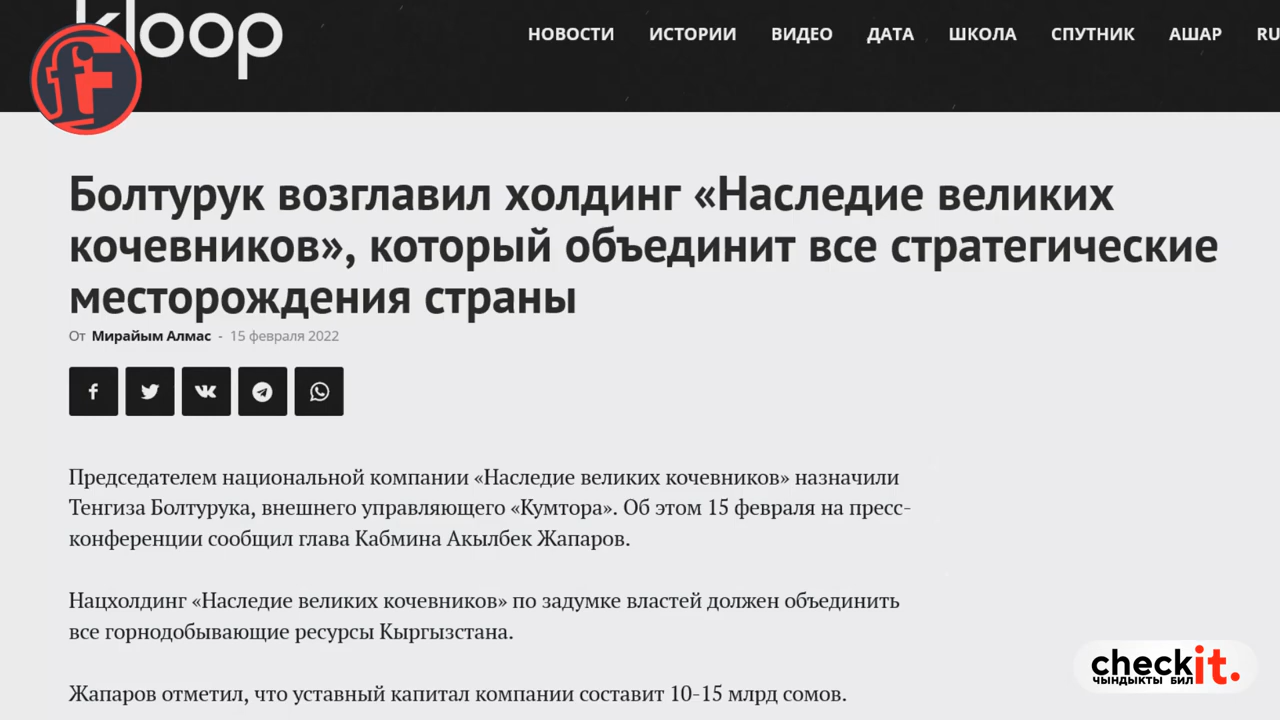 kloop
НОВОСТИ ИСТОРИИ ВИДЕО ДАТА ШКОЛА СПУТНИК АШАР RU
Болтурук возглавил холдинг «Наследие великих
кочевников», который объединит все стратегические
месторождения страны
От Мирайым Алмас - 15 февраля 2022
Председателем национальной компании «Наследие великих кочевников» назначили
Тенгиза Болтурука, внешнего управляющего «Кумтора». Об этом 15 февраля на пресс-
конференции сообщил глава Кабмина Акылбек Жапаров.
Нацхолдинг «Наследие великих кочевников» по задумке властей должен объединить
все горнодобывающие ресурсы Кыргызстана.
Жапаров отметил, что уставный капитал компании составит 10-15 млрд сомов.
checkit.
ЧЫНДЫКТЫ БИЛ